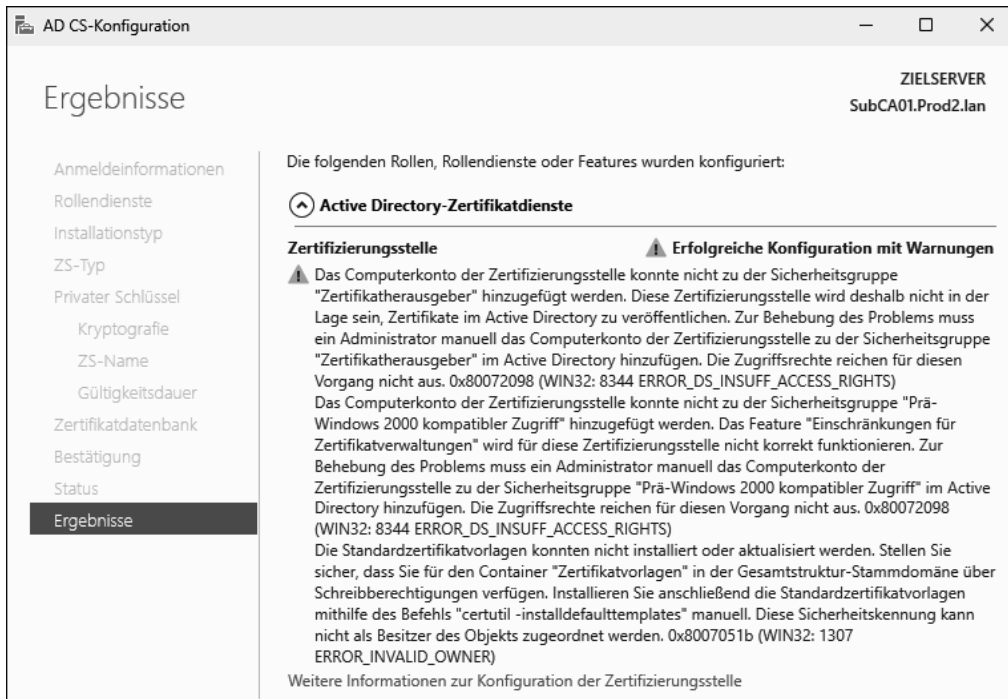 AD CS-Konfiguration
Ergebnisse
ZIELSERVER
SubCA01.Prod2.lan
Anmeldeinformationen
Rollendienste
Installationstyp
ZS-Typ
Privater Schlüssel
Kryptografie
ZS-Name
Gültigkeitsdauer
Zertifikatdatenbank
Bestätigung
Status
Ergebnisse
Die folgenden Rollen, Rollendienste oder Features wurden konfiguriert:
Active Directory-Zertifikatdienste
Zertifizierungsstelle Erfolgreiche Konfiguration mit Warnungen
Das Computerkonto der Zertifizierungsstelle konnte nicht zu der Sicherheitsgruppe
"Zertifikatherausgeber" hinzugefügt werden. Diese Zertifizierungsstelle wird deshalb nicht in der
Lage sein, Zertifikate im Active Directory zu veröffentlichen. Zur Behebung des Problems muss
ein Administrator manuell das Computerkonto der Zertifizierungsstelle zu der Sicherheitsgruppe
"Zertifikatherausgeber" im Active Directory hinzufügen. Die Zugriffsrechte reichen für diesen
Vorgang nicht aus. 0x80072098 (WIN32: 8344 ERROR_DS_INSUFF_ACCESS_RIGHTS)
Das Computerkonto der Zertifizierungsstelle konnte nicht zu der Sicherheitsgruppe "Prä-
Windows 2000 kompatibler Zugriff" hinzugefügt werden. Das Feature "Einschränkungen für
Zertifikatverwaltungen" wird für diese Zertifizierungsstelle nicht korrekt funktionieren. Zur
Behebung des Problems muss ein Administrator manuell das Computerkonto der
Zertifizierungsstelle zu der Sicherheitsgruppe "Prä-Windows 2000 kompatibler Zugriff" im Active
Directory hinzufügen. Die Zugriffsrechte reichen für diesen Vorgang nicht aus. 0x80072098
(WIN32: 8344 ERROR_DS_INSUFF_ACCESS_RIGHTS)
Die Standardzertifikatvorlagen konnten nicht installiert oder aktualisiert werden. Stellen Sie
sicher, dass Sie für den Container "Zertifikatvorlagen" in der Gesamtstruktur-Stammdomäne über
Schreibberechtigungen verfügen. Installieren Sie anschließend die Standardzertifikatvorlagen
mithilfe des Befehls "certutil -installdefaulttemplates" manuell. Diese Sicherheitskennung kann
nicht als Besitzer des Objekts zugeordnet werden. 0x8007051b (WIN32: 1307
ERROR_INVALID_OWNER)
Weitere Informationen zur Konfiguration der Zertifizierungsstelle